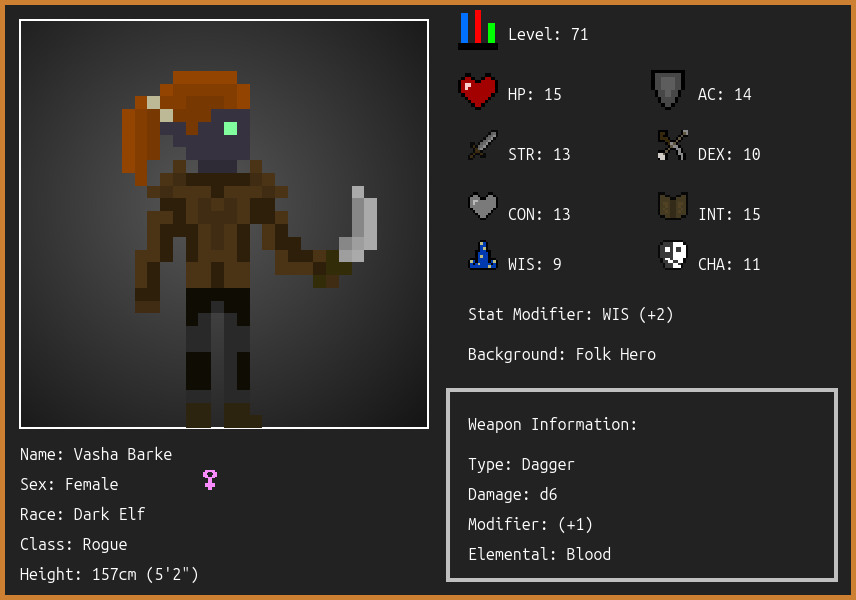 Level: 71
HP: 15
AC: 14
STR: 13
DEX: 10
CON: 13
INT: 15
WIS: 9
CHA: 11
Stat Modifier: WIS (+2)
Background: Folk Hero
Weapon Information:
Type: Dagger
Damage: d6
Modifier: (+1)
Elemental: Blood
Name: Vasha Barke
Sex: Female
Race: Dark Elf
Class: Rogue
Height: 157cm (5'2")